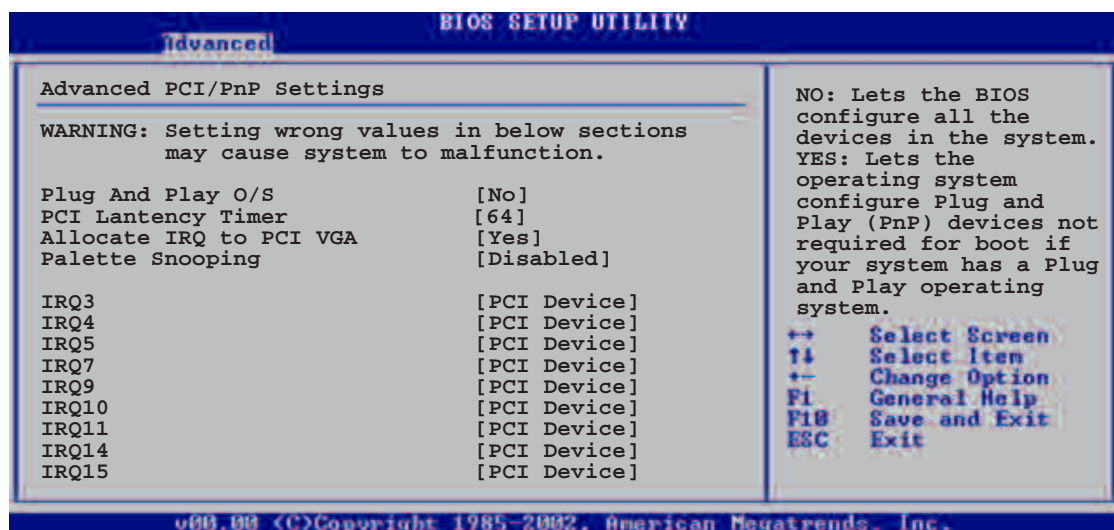 BIOS SETUP UTILITY
Advanced
Advanced PCI/PnP Settings
WARNING: Setting wrong values in below sections
may cause system to malfunction.
Plug And Play O/S [No]
PCI Lantency Timer [64]
Allocate IRQ to PCI VGA [Yes]
Palette Snooping [Disabled]
IRQ3 [PCI Device]
IRQ4 [PCI Device]
IRQ5 [PCI Device]
IRQ7 [PCI Device]
IRQ9 [PCI Device]
IRQ10 [PCI Device]
IRQ11 [PCI Device]
IRQ14 [PCI Device]
IRQ15 [PCI Device]
NO: Lets the BIOS
configure all the
devices in the system.
YES: Lets the
operating system
configure Plug and
Play (PnP) devices not
required for boot if
your system has a Plug
and Play operating
system.
←→ Select Screen
↑↓ Select Item
+- Change Option
F1 General Help
F10 Save and Exit
ESC Exit
v00.00 (C)Copyright 1985-2002, American Megatrends, Inc.